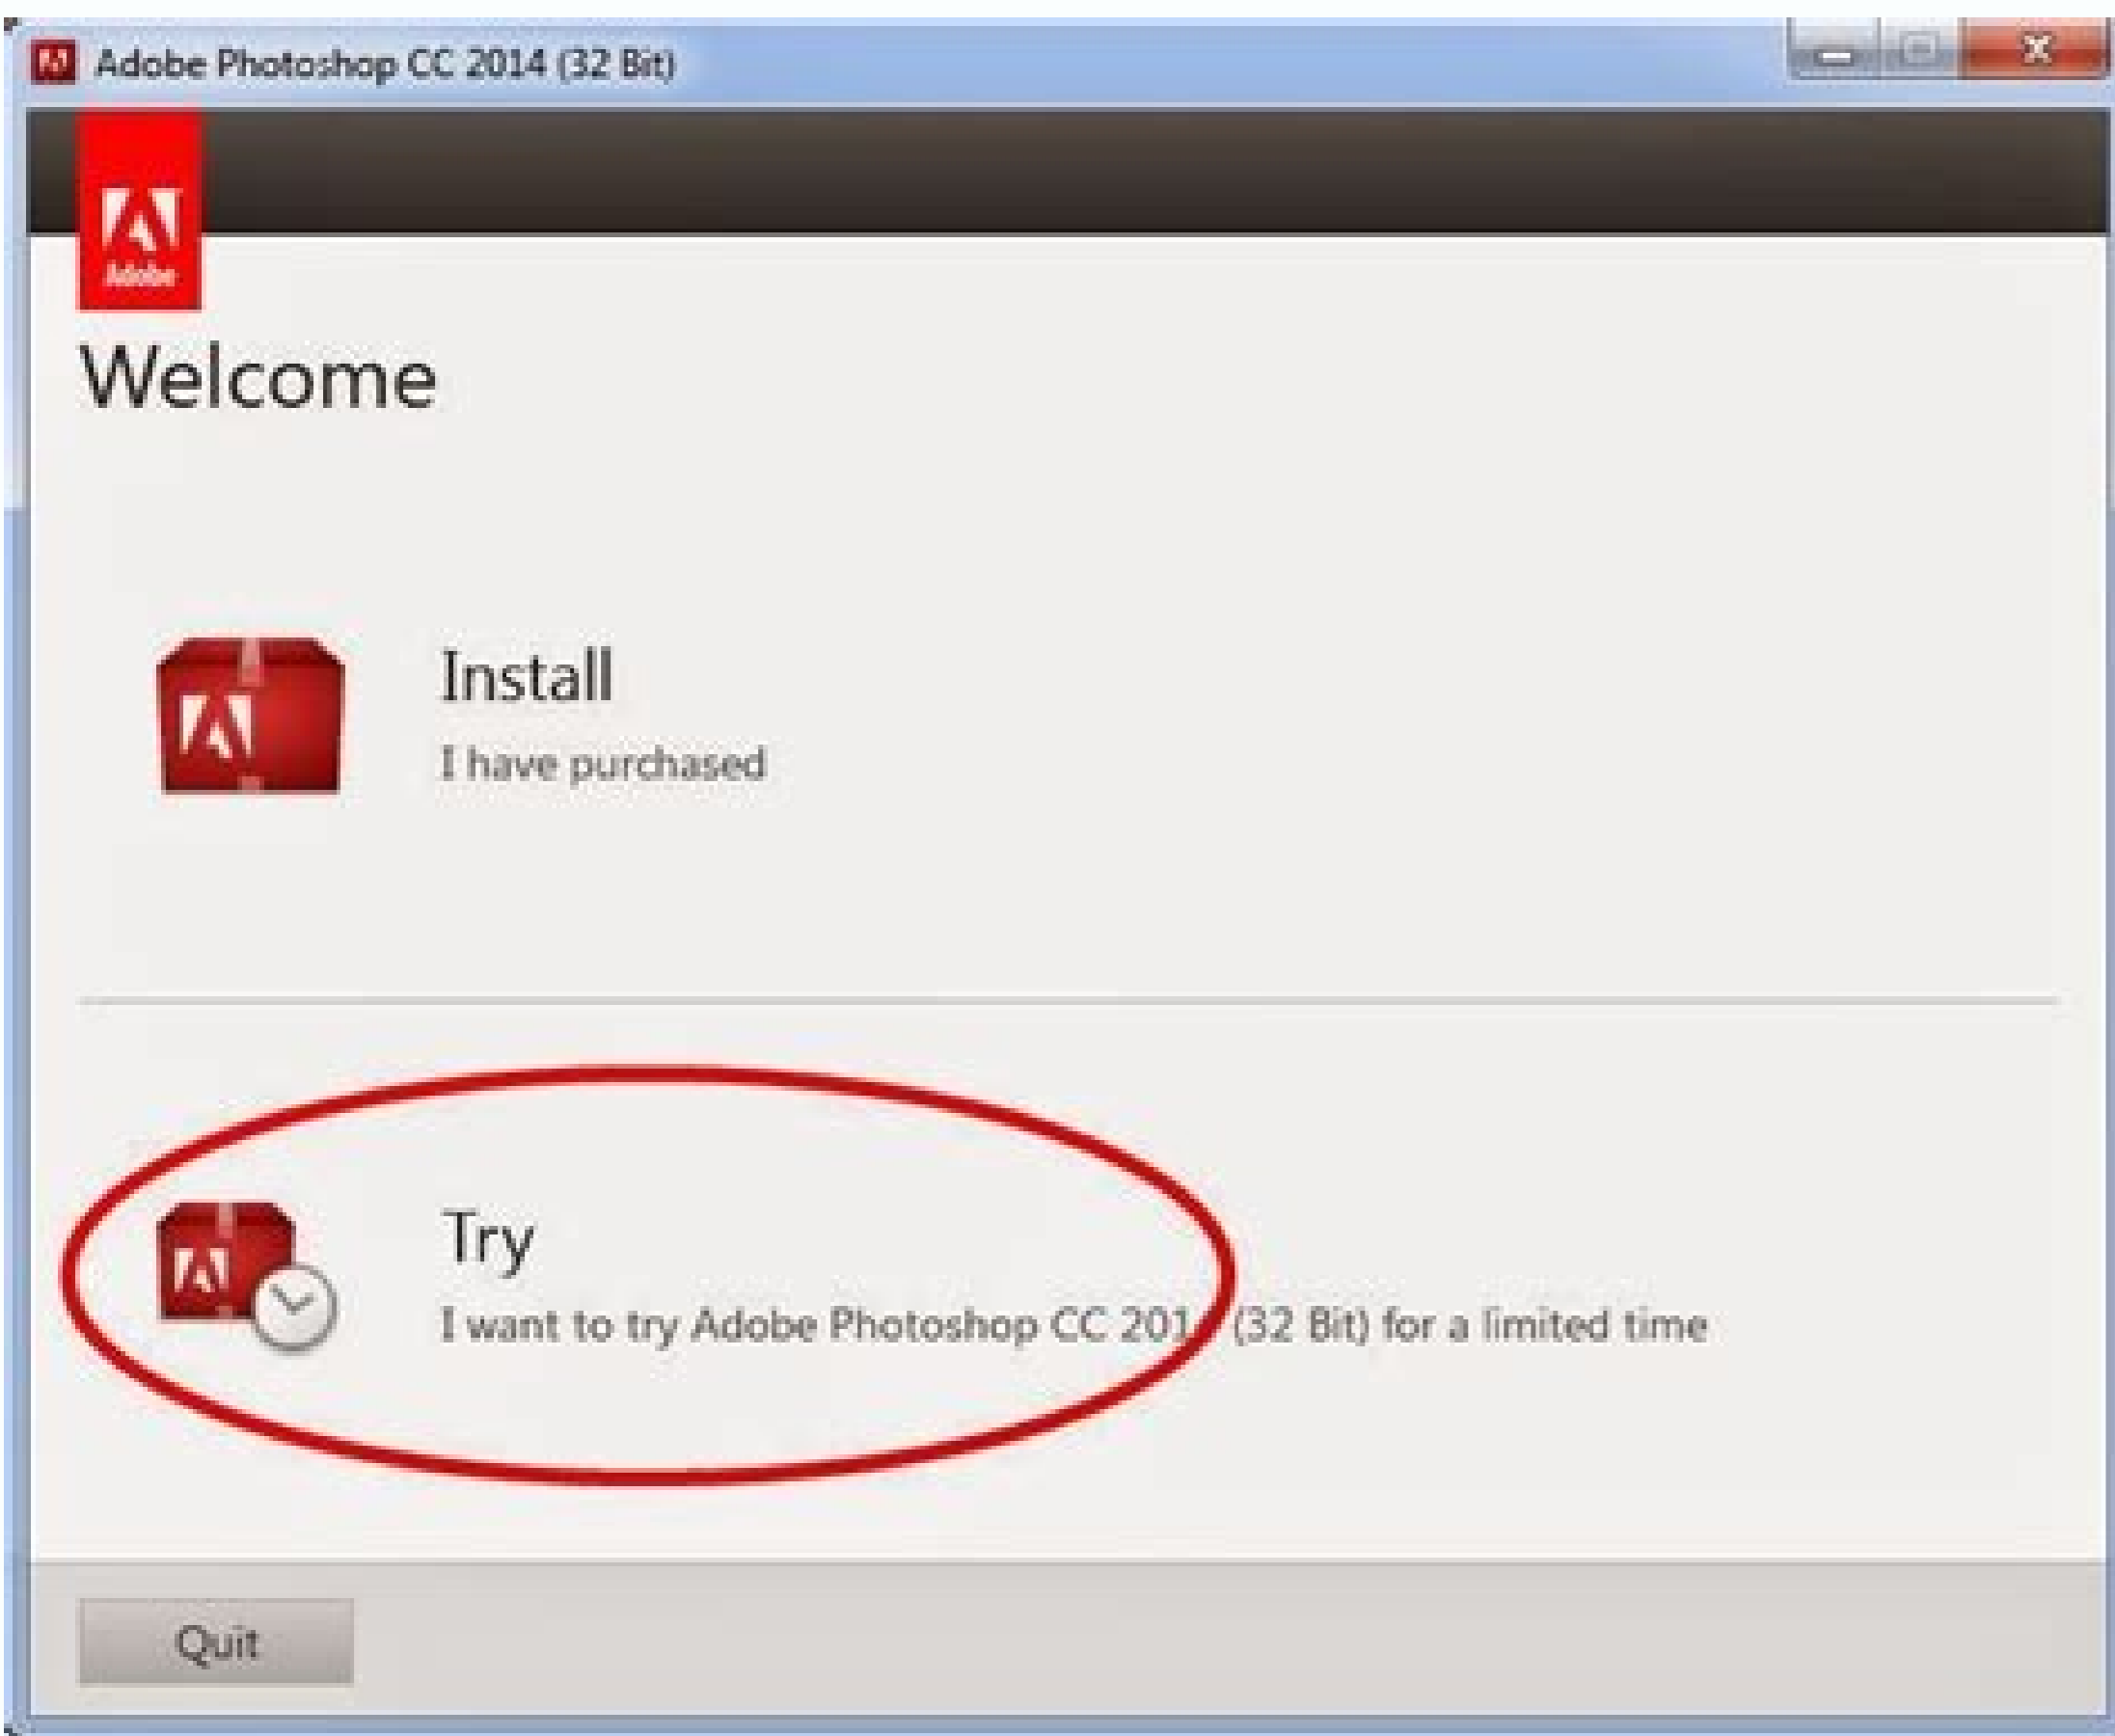 Adobe Photoshop CC 2014 (32 Bit)
Adobe
Welcome
Install
I have purchased
Try
I want to try Adobe Photoshop CC 201 (32 Bit) for a limited time
Quit